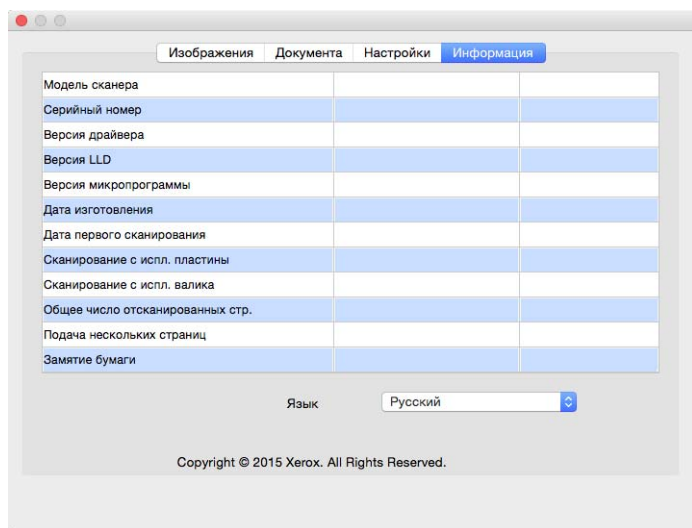 Изображения Документа Настройки Информация
Модель сканера
Серийный номер
Версия драйвера
Версия LLD
Версия микропрограммы
Дата изготовления
Дата первого сканирования
Сканирование с испл. пластины
Сканирование с испл. валика
Общее число отсканированных стр.
Подача нескольких страниц
Замятие бумаги
Язык Русский
Copyright © 2015 Xerox. All Rights Reserved.